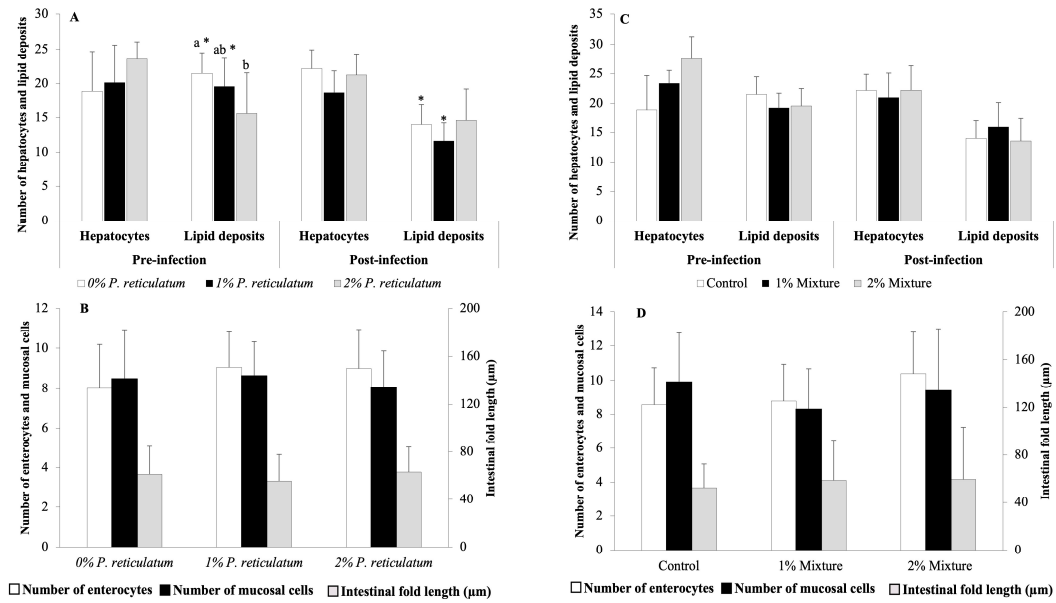 A
Number of hepatocytes and lipid deposits
30
25
20
15
10
5
0
a * ab * b
* *
Hepatocytes Lipid deposits Hepatocytes Lipid deposits
Pre-infection Post-infection
0% P. reticulatum 1% P. reticulatum 2% P. reticulatum
C
Number of hepatocytes and lipid deposits
35
30
25
20
15
10
5
0
Hepatocytes Lipid deposits Hepatocytes Lipid deposits
Pre-infection Post-infection
Control 1% Mixture 2% Mixture
B
Number of enterocytes and mucosal cells
12
10
8
6
4
2
0
200
160
120
80
40
0
Intestinal fold length (µm)
0% P. reticulatum 1% P. reticulatum 2% P. reticulatum
Number of enterocytes Number of mucosal cells Intestinal fold length (µm)
D
Number of enterocytes and mucosal cells
14
12
10
8
6
4
2
0
200
160
120
80
40
0
Intestinal fold length (µm)
Control 1% Mixture 2% Mixture
Number of enterocytes Number of mucosal cells Intestinal fold length (µm)